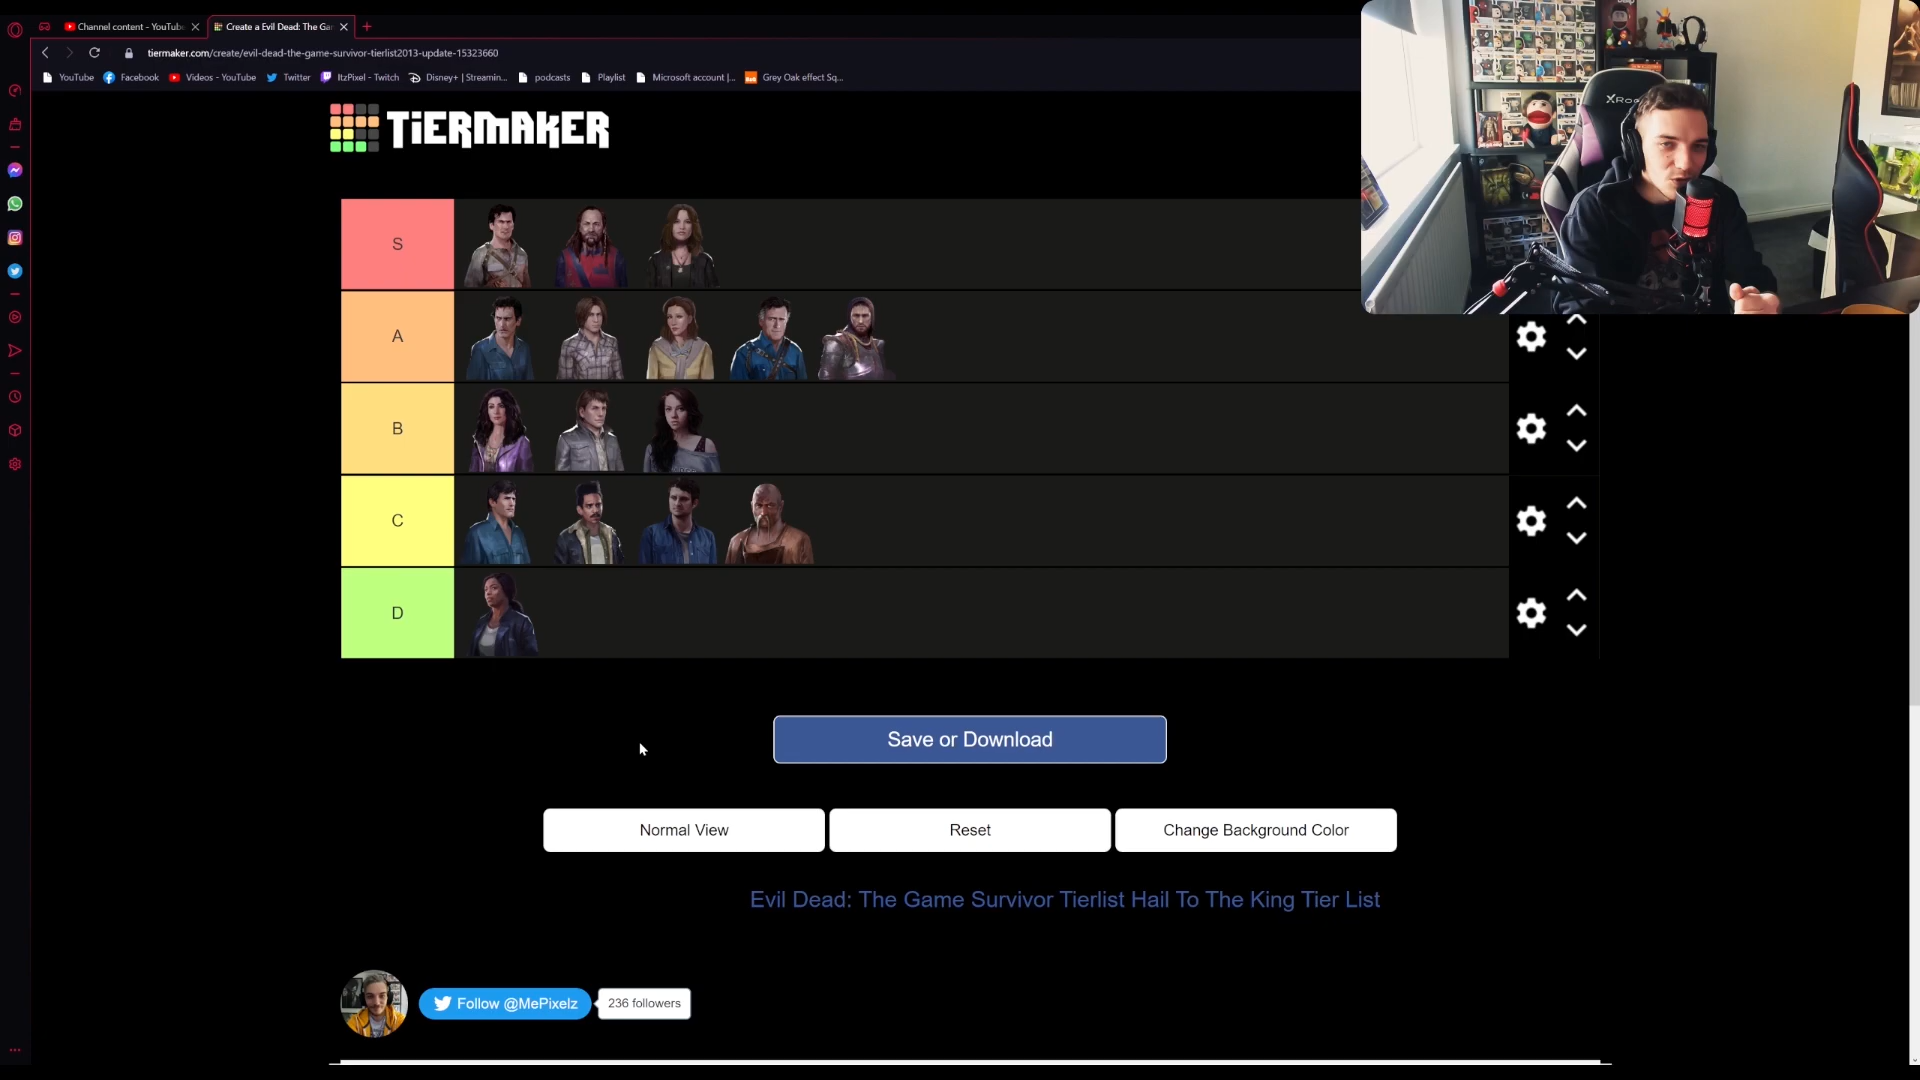 Channel content - YouTube
Create a Evil Dead: The Ga
tiermaker.com/create/evil-dead-the-game-survivor-tierlist2013-update-15323660
YouTube Facebook Videos - YouTube Twitter ItzPixel - Twitch Disney+ | Streamin... podcasts Playlist Microsoft account |... Grey Oak effect Sq...
TiERMAKER
S
A
B
C
D
Save or Download
Normal View
Reset
Change Background Color
Evil Dead: The Game Survivor Tierlist Hail To The King Tier List
Follow @MePixelz
236 followers